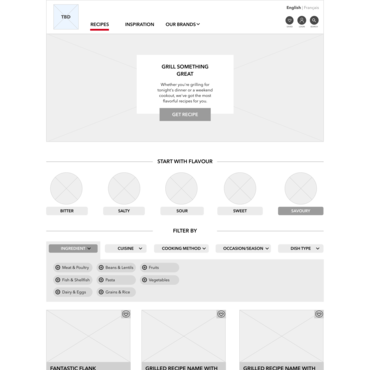 TBD
English | Français
RECIPES
INSPIRATION
OUR BRANDS
GRILL SOMETHING
GREAT
Whether you're grilling for
tonight's dinner or a weekend
cookout, we've got the most
flavorful recipes for you.
GET RECIPE
START WITH FLAVOUR
BITTER
SALTY
SOUR
SWEET
SAVOURY
FILTER BY
INGREDIENT
CUISINE
COOKING METHOD
OCCASION/SEASON
DISH TYPE
Meat & Poultry
Beans & Lentils
Fruits
Fish & Shellfish
Pasta
Vegetables
Dairy & Eggs
Grains & Rice
FANTASTIC FLANK
GRILLED RECIPE NAME WITH
GRILLED RECIPE NAME WITH